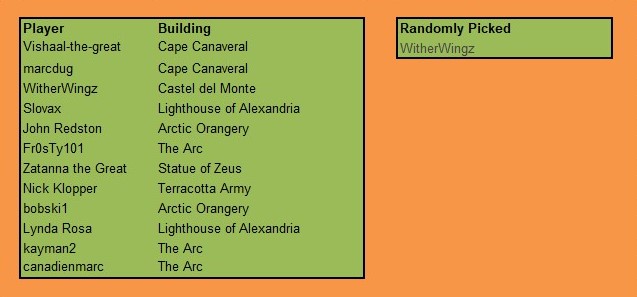 Player Building
Vishaal-the-great Cape Canaveral
marcdug Cape Canaveral
WitherWingz Castel del Monte
Slovax Lighthouse of Alexandria
John Redston Arctic Orangery
Fr0sTy101 The Arc
Zatanna the Great Statue of Zeus
Nick Klopper Terracotta Army
bobski1 Arctic Orangery
Lynda Rosa Lighthouse of Alexandria
kayman2 The Arc
canadienmarc The Arc
Randomly Picked
WitherWingz